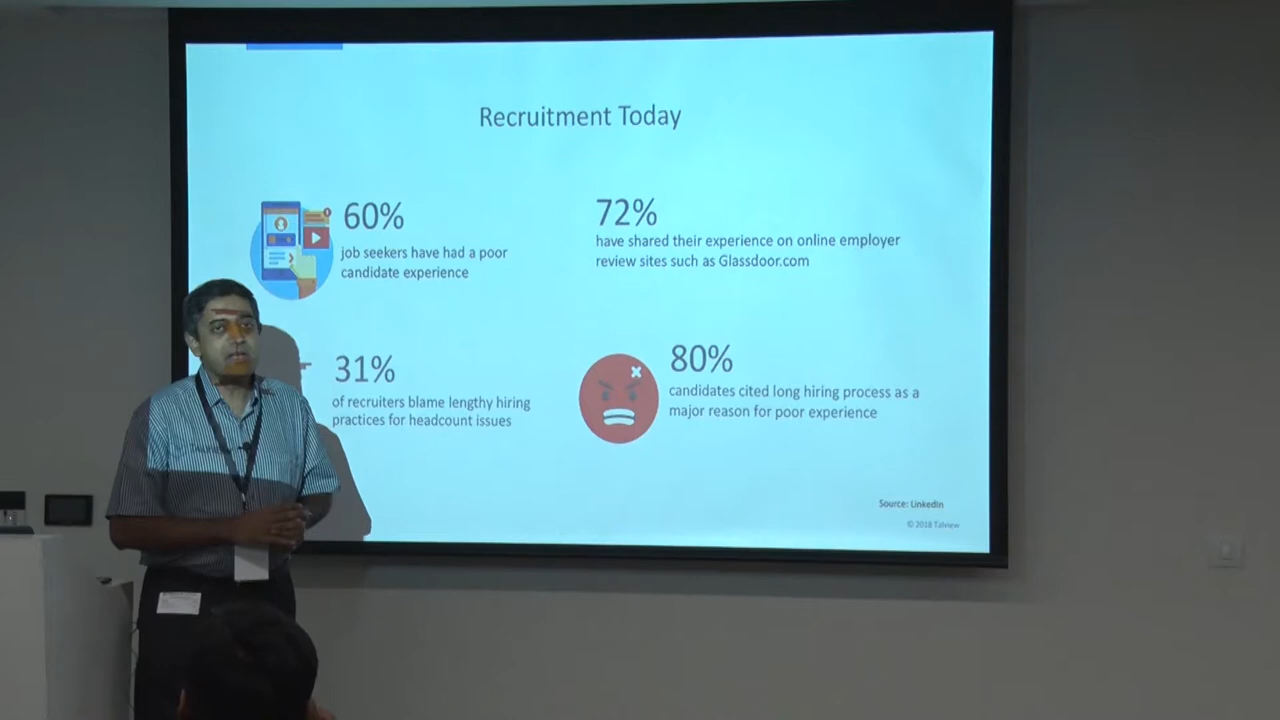 Recruitment Today
60%
job seekers have had a poor
candidate experience
72%
have shared their experience on online employer
review sites such as Glassdoor.com
31%
of recruiters blame lengthy hiring
practices for headcount issues
80%
candidates cited long hiring process as a
major reason for poor experience
Source: LinkedIn
© 2018 Talview